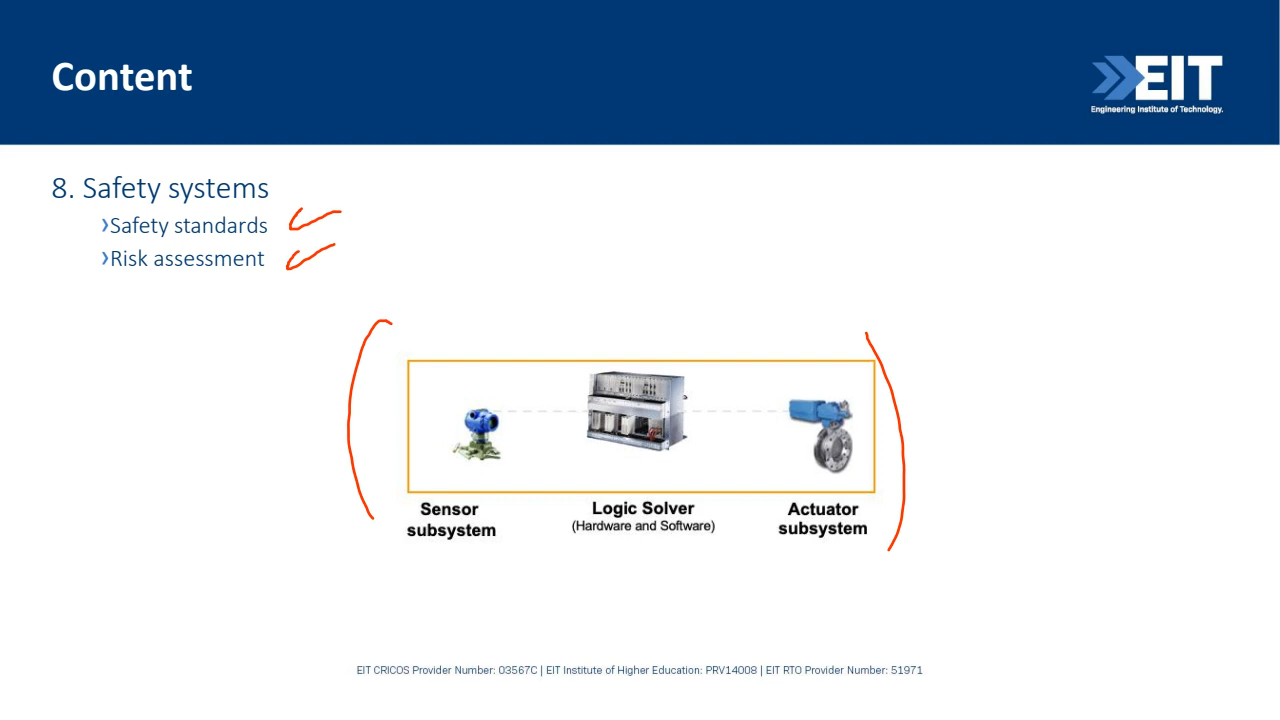 Content
EIT
Engineering Institute of Technology.
8. Safety systems
›Safety standards
›Risk assessment
Sensor
subsystem
Logic Solver
(Hardware and Software)
Actuator
subsystem
EIT CRICOS Provider Number: 03567C | EIT Institute of Higher Education: PRV14008 | EIT RTO Provider Number: 51971